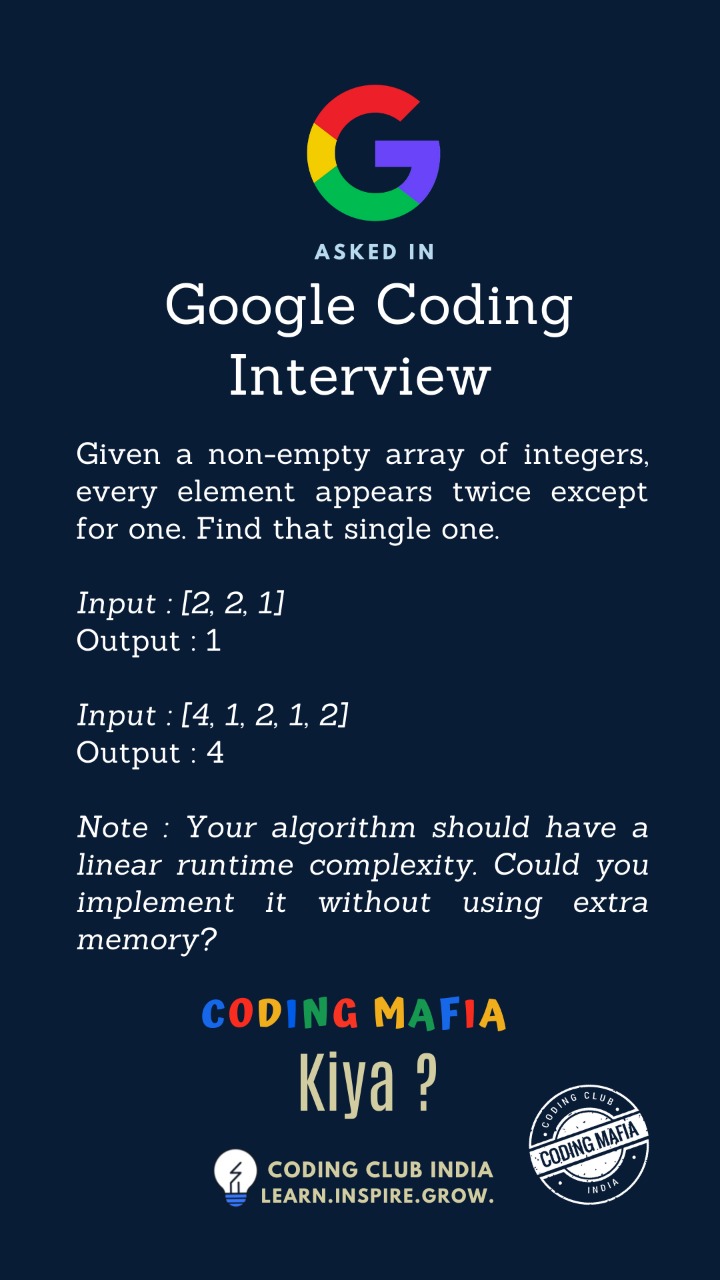 ASKED IN
Google Coding
Interview
Given a non-empty array of integers,
every element appears twice except
for one. Find that single one.
Input : [2, 2, 1]
Output : 1
Input : [4, 1, 2, 1, 2]
Output : 4
Note : Your algorithm should have a
linear runtime complexity. Could you
implement it without using extra
memory?
CODING MAFIA
Kiya ?
CODING CLUB INDIA
LEARN.INSPIRE.GROW.
CODING CLUB
CODING MAFIA
INDIA